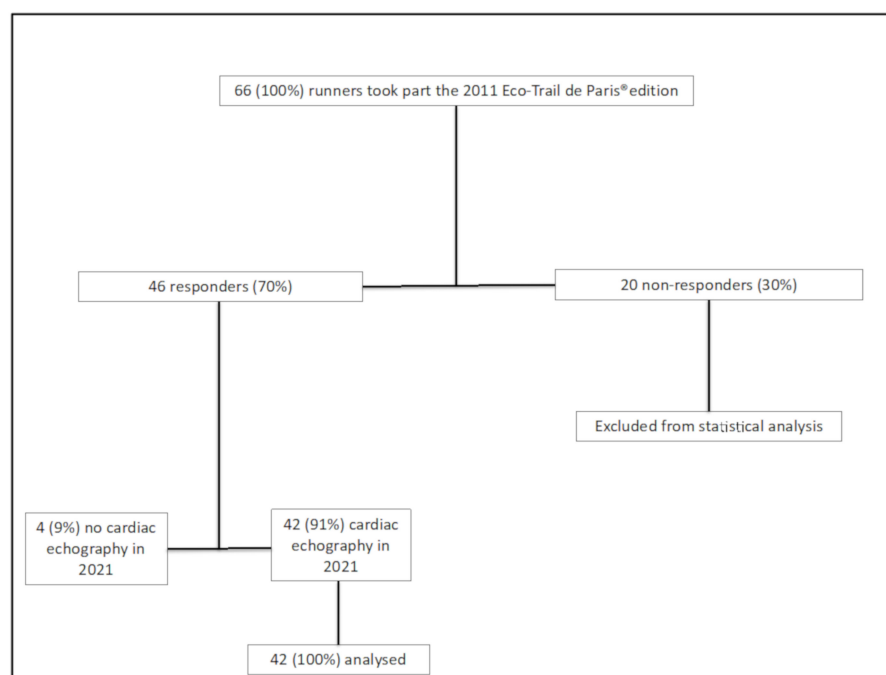 66 (100%) runners took part the 2011 Eco-Trail de Paris® edition
46 responders (70%)
20 non-responders (30%)
Excluded from statistical analysis
4 (9%) no cardiac
echography in
2021
42 (91%) cardiac
echography in
2021
42 (100%) analysed